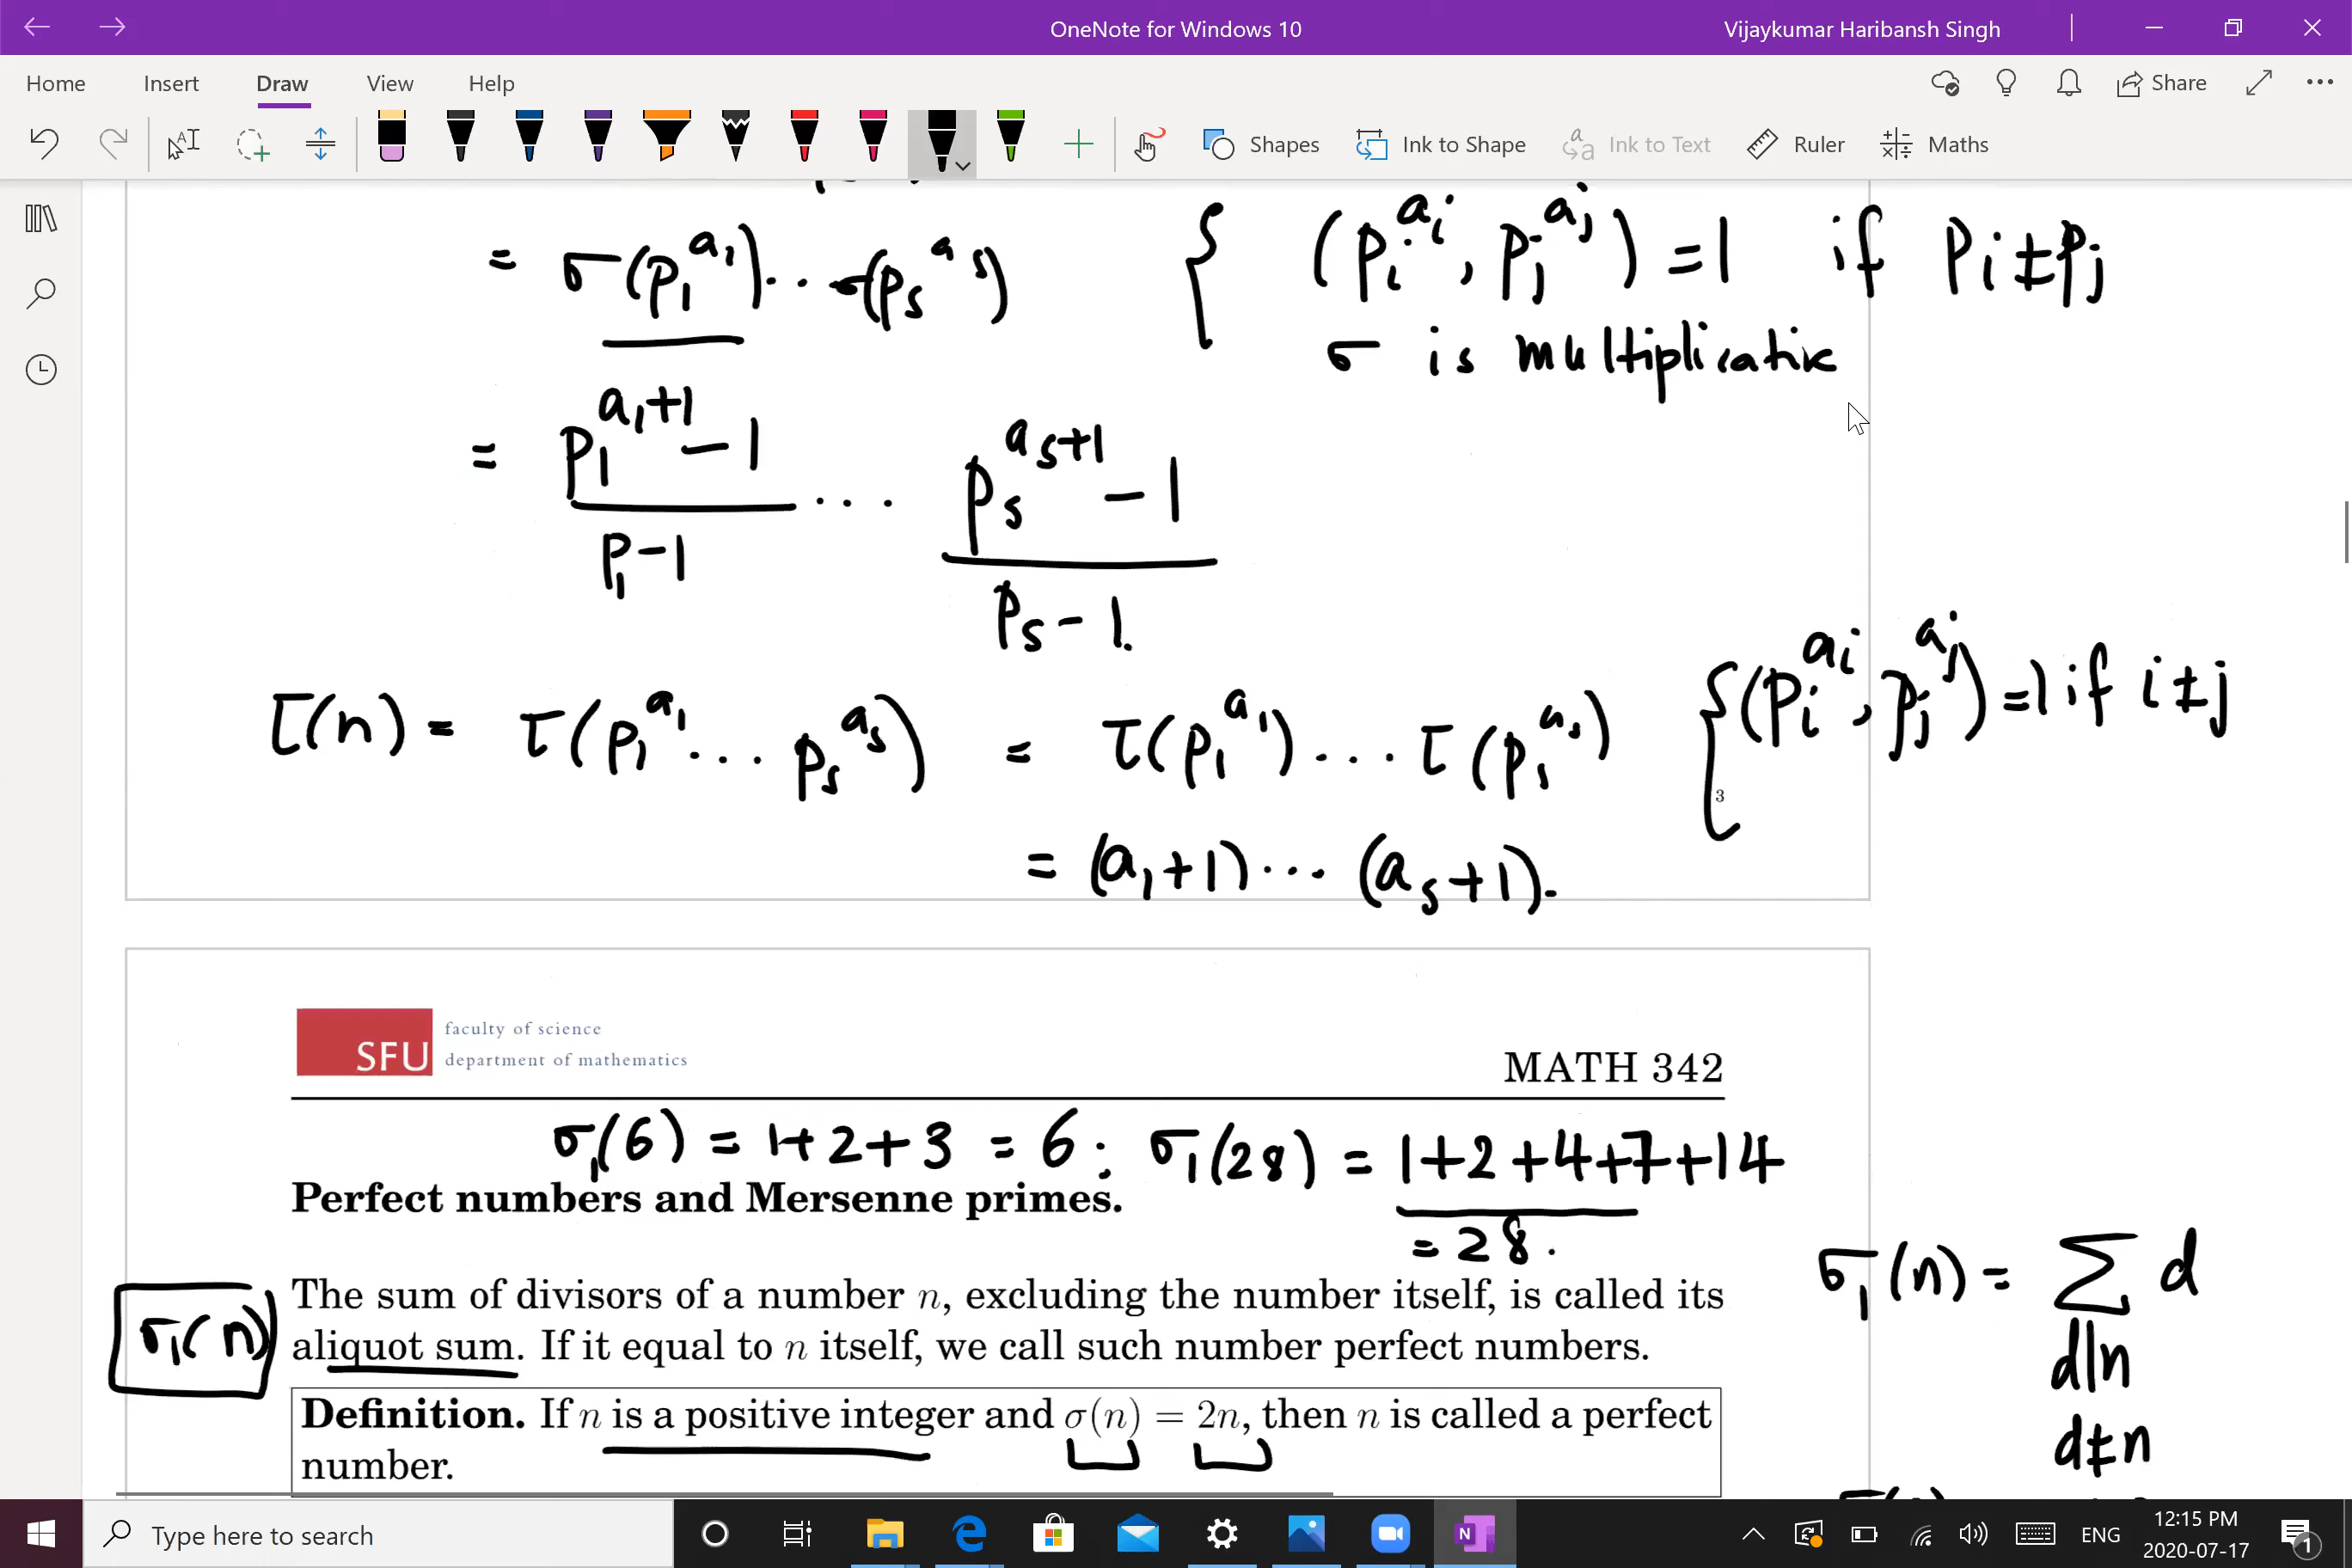 OneNote for Windows 10
Vijaykumar Haribansh Singh
Home Insert Draw View Help
Share
Shapes Ink to Shape Ink to Text Ruler Maths
= σ(p₁^a₁)... σ(pₛ^aₛ) { (pᵢ^aᵢ, pⱼ^aⱼ) = 1 if pᵢ ≠ pⱼ
σ is multiplicative
= (p₁^(a₁+1) - 1)/(p₁ - 1) ... (pₛ^(aₛ+1) - 1)/(pₛ - 1).
τ(n) = τ(p₁^a₁ ... pₛ^aₛ) = τ(p₁^a₁) ... τ(p₁^aₛ) { (pᵢ^aᵢ, pⱼ^aⱼ) = 1 if i ≠ j
3
= (a₁+1) ... (aₛ+1).
SFU faculty of science
department of mathematics
MATH 342
σ₁(6) = 1+2+3 = 6 ; σ₁(28) = 1+2+4+7+14
= 28.
Perfect numbers and Mersenne primes.
σ₁(n) = Σ d
d|n
d≠n
σ₁(n)
The sum of divisors of a number n, excluding the number itself, is called its
aliquot sum. If it equal to n itself, we call such number perfect numbers.
Definition. If n is a positive integer and σ(n) = 2n, then n is called a perfect
number.
Type here to search
ENG
12:15 PM
2020-07-17
1